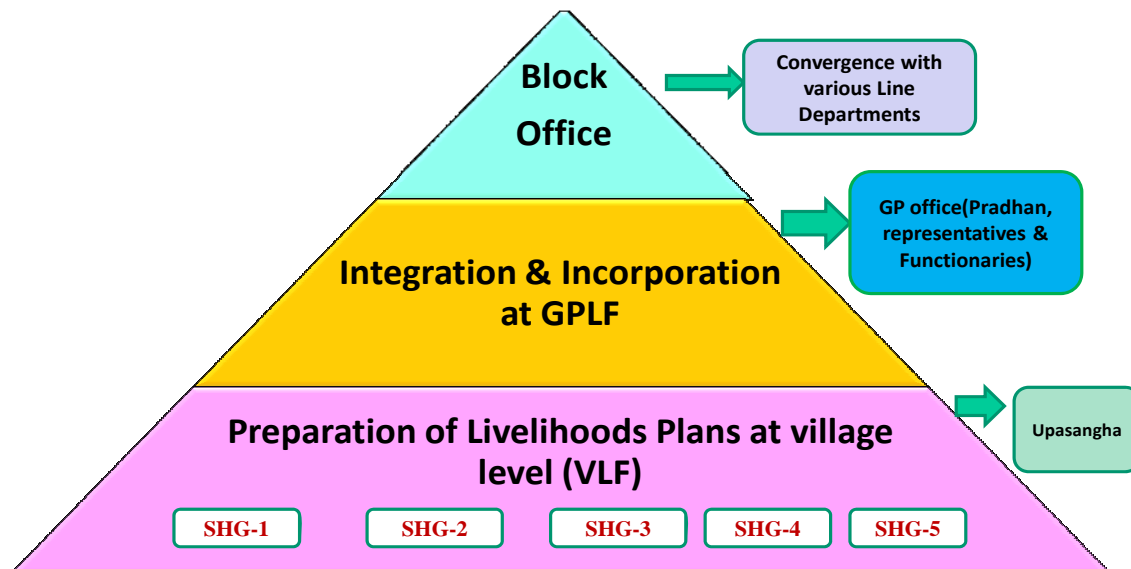 Block
Office
Convergence with
various Line
Departments
GP office(Pradhan,
representatives &
Functionaries)
Integration & Incorporation
at GPLF
Preparation of Livelihoods Plans at village
level (VLF)
Upasangha
SHG-1
SHG-2
SHG-3
SHG-4
SHG-5